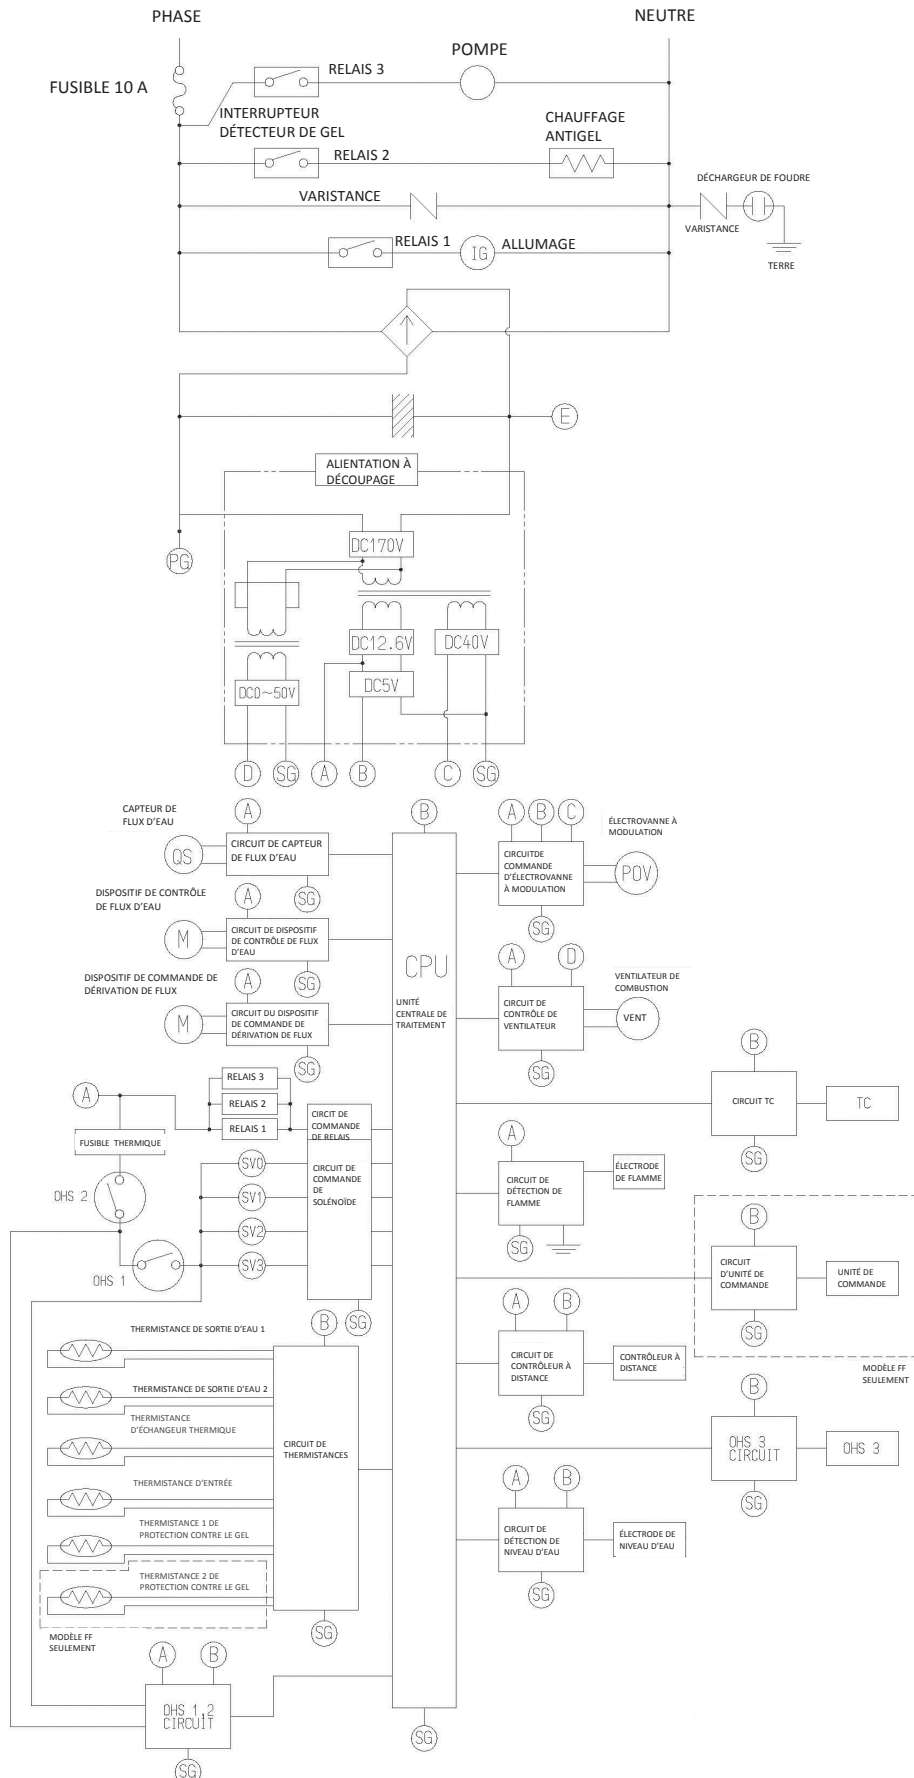 PHASE
NEUTRE
FUSIBLE 10 A
RELAIS 3
POMPE
INTERRUPTEUR
DÉTECTEUR DE GEL
RELAIS 2
CHAUFFAGE
ANTIGEL
VARISTANCE
DÉCHARGEUR DE FOUDRE
VARISTANCE
TERRE
RELAIS 1
IG
ALLUMAGE
E
ALIENTATION À
DÉCOUPAGE
PG
DC170V
DC12.6V
DC40V
DC0~50V
DC5V
D
SG
A
B
C
SG
CAPTEUR DE
FLUX D'EAU
QS
A
CIRCUIT DE CAPTEUR
DE FLUX D'EAU
SG
DISPOSITIF DE CONTRÔLE
DE FLUX D'EAU
M
A
CIRCUIT DE DISPOSITIF
DE CONTRÔLE DE FLUX
D'EAU
SG
DISPOSITIF DE COMMANDE DE
DÉRIVATION DE FLUX
M
A
CIRCUIT DU DISPOSITIF
DE COMMANDE DE
DÉRIVATION DE FLUX
SG
B
CPU
UNITÉ
CENTRALE DE
TRAITEMENT
SG
A
B
C
CIRCUITDE
COMMANDE
D'ÉLECTROVANNE
À MODULATION
SG
ÉLECTROVANNE À
MODULATION
POV
A
D
CIRCUIT DE
CONTRÔLE DE
VENTILATEUR
SG
VENTILATEUR DE
COMBUSTION
VENT
B
CIRCUIT TC
TC
SG
A
FUSIBLE THERMIQUE
RELAIS 3
RELAIS 2
RELAIS 1
CIRCIT DE
COMMANDE
DE RELAIS
CIRCUIT DE
COMMANDE
DE
SOLÉNOÏDE
SV0
SV1
SV2
SV3
SG
OHS 2
OHS 1
A
CIRCUIT DE
DÉTECTION DE
FLAMME
SG
ÉLECTRODE
DE FLAMME
B
CIRCUIT
D'UNITÉ DE
COMMANDE
UNITÉ DE
COMMANDE
SG
MODÈLE FF
SEULEMENT
A
B
CIRCUIT DE
CONTRÔLEUR À
DISTANCE
SG
CONTRÔLEUR À
DISTANCE
B
OHS 3
CIRCUIT
OHS 3
SG
A
B
CIRCUIT DE
DÉTECTION DE
NIVEAU D'EAU
SG
ÉLECTRODE DE
NIVEAU D'EAU
B
THERMISTANCE DE SORTIE D'EAU 1
THERMISTANCE DE SORTIE D'EAU 2
THERMISTANCE
D'ÉCHANGEUR THERMIQUE
THERMISTANCE D'ENTRÉE
THERMISTANCE 1 DE
PROTECTION CONTRE LE GEL
THERMISTANCE 2 DE
PROTECTION CONTRE LE GEL
CIRCUIT DE
THERMISTANCES
SG
MODÈLE FF
SEULEMENT
A
B
OHS 1,2
CIRCUIT
SG